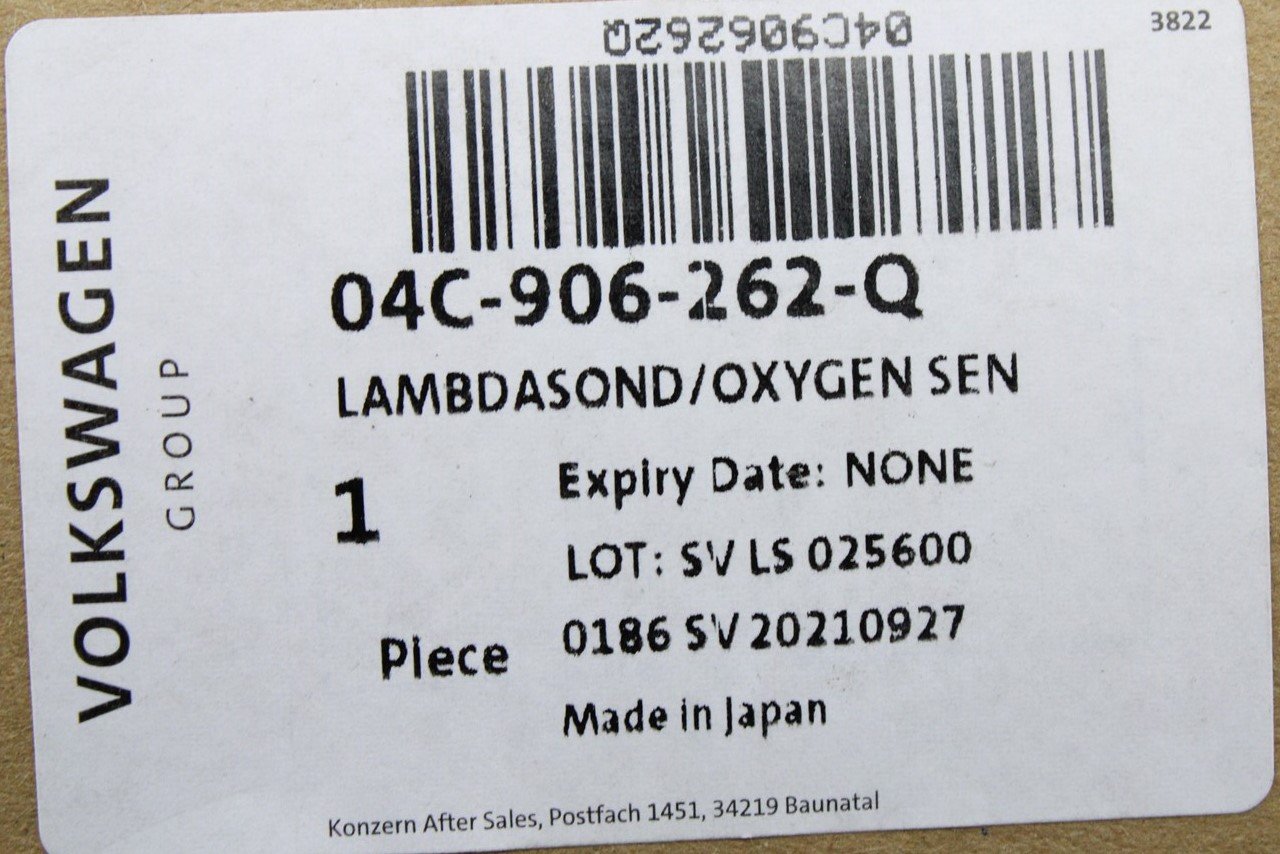 04C906262Q
3822
04C-906-262-Q
LAMBDASOND/OXYGEN SEN
1
Expiry Date: NONE
LOT: SV LS 025600
Piece
0186 SV 20210927
Made in Japan
Konzern After Sales, Postfach 1451, 34219 Baunatal
VOLKSWAGEN
GROUP